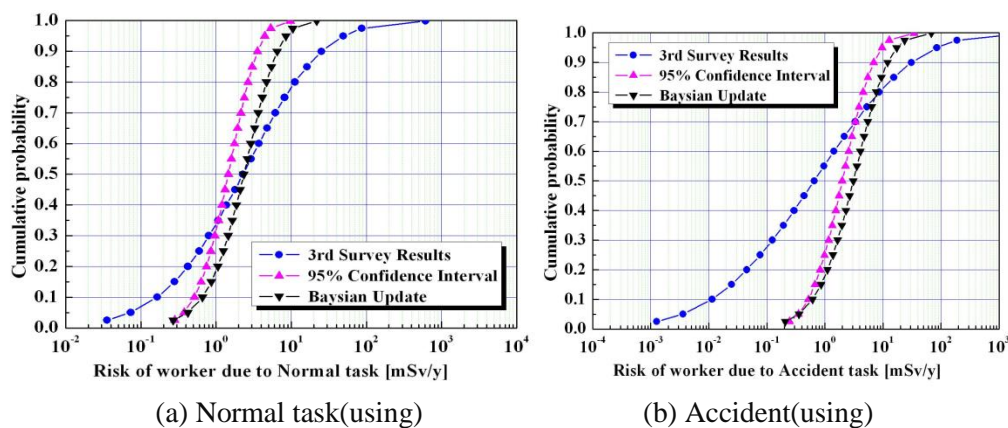 Cumulative probability
1.0
0.9
0.8
0.7
0.6
0.5
0.4
0.3
0.2
0.1
0.0
3rd Survey Results
95% Confidence Interval
Baysian Update
10-2 10-1 100 101 102 103 104
Risk of worker due to Normal task [mSv/y]
(a) Normal task(using)
Cumulative probability
1.0
0.9
0.8
0.7
0.6
0.5
0.4
0.3
0.2
0.1
0.0
3rd Survey Results
95% Confidence Interval
Baysian Update
10-4 10-3 10-2 10-1 100 101 102 103
Risk of worker due to Accident task [mSv/y]
(b) Accident(using)